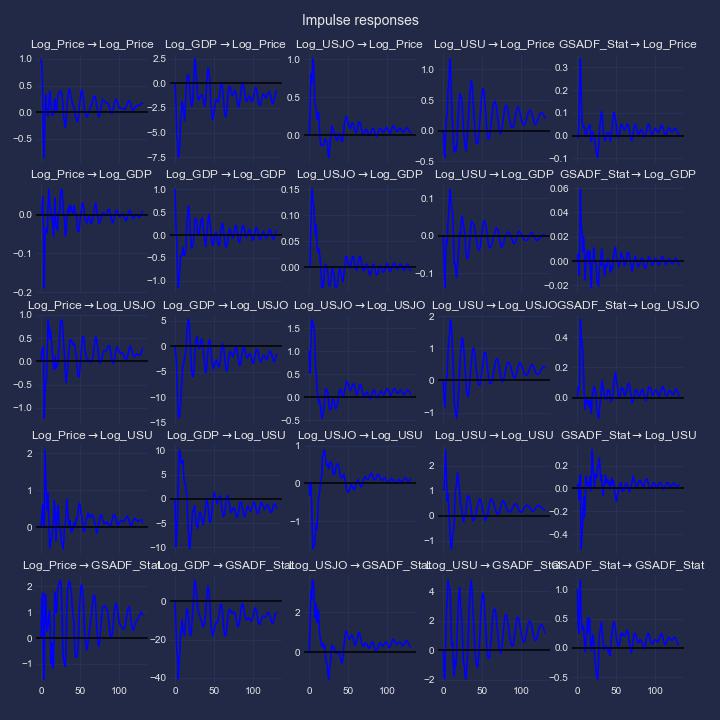 Impulse responses
Log_Price → Log_Price Log_GDP → Log_Price Log_USJO → Log_Price Log_USU → Log_Price GSADF_Stat → Log_Price
1.0 2.5 1.0 1.0 0.3
0.5 0.0 0.5 0.5 0.2
0.0 −2.5 0.0 0.0 0.1
−0.5 −5.0 −0.5 0.0
−7.5 −0.1
Log_Price → Log_GDP Log_GDP → Log_GDP Log_USJO → Log_GDP Log_USU → Log_GDP GSADF_Stat → Log_GDP
0.0 1.0 0.15 0.1 0.06
−0.1 0.5 0.10 0.0 0.04
−0.2 0.0 0.05 −0.1 0.02
−0.5 0.00 0.00
−1.0 −0.02
Log_Price → Log_USJO Log_GDP → Log_USJO Log_USJO → Log_USJO Log_USU → Log_USJO GSADF_Stat → Log_USJO
1.0 5 1.5 2 0.4
0.5 0 1.0 1 0.2
0.0 −5 0.5 0 0.0
−0.5 −10 0.0 −1
−1.0 −15 −0.5
Log_Price → Log_USU Log_GDP → Log_USU Log_USJO → Log_USU Log_USU → Log_USU GSADF_Stat → Log_USU
2 10 1 2 0.2
1 5 0 1 0.0
0 0 −1 0 −0.2
−5 −1 −0.4
−10
Log_Price → GSADF_Stat Log_GDP → GSADF_Stat Log_USJO → GSADF_Stat Log_USU → GSADF_Stat GSADF_Stat → GSADF_Stat
2 0 2 4 1.0
1 −20 0 2 0.5
0 −40 0 0.0
−1 −2 −0.5
0 50 100 0 50 100 0 50 100 0 50 100 0 50 100